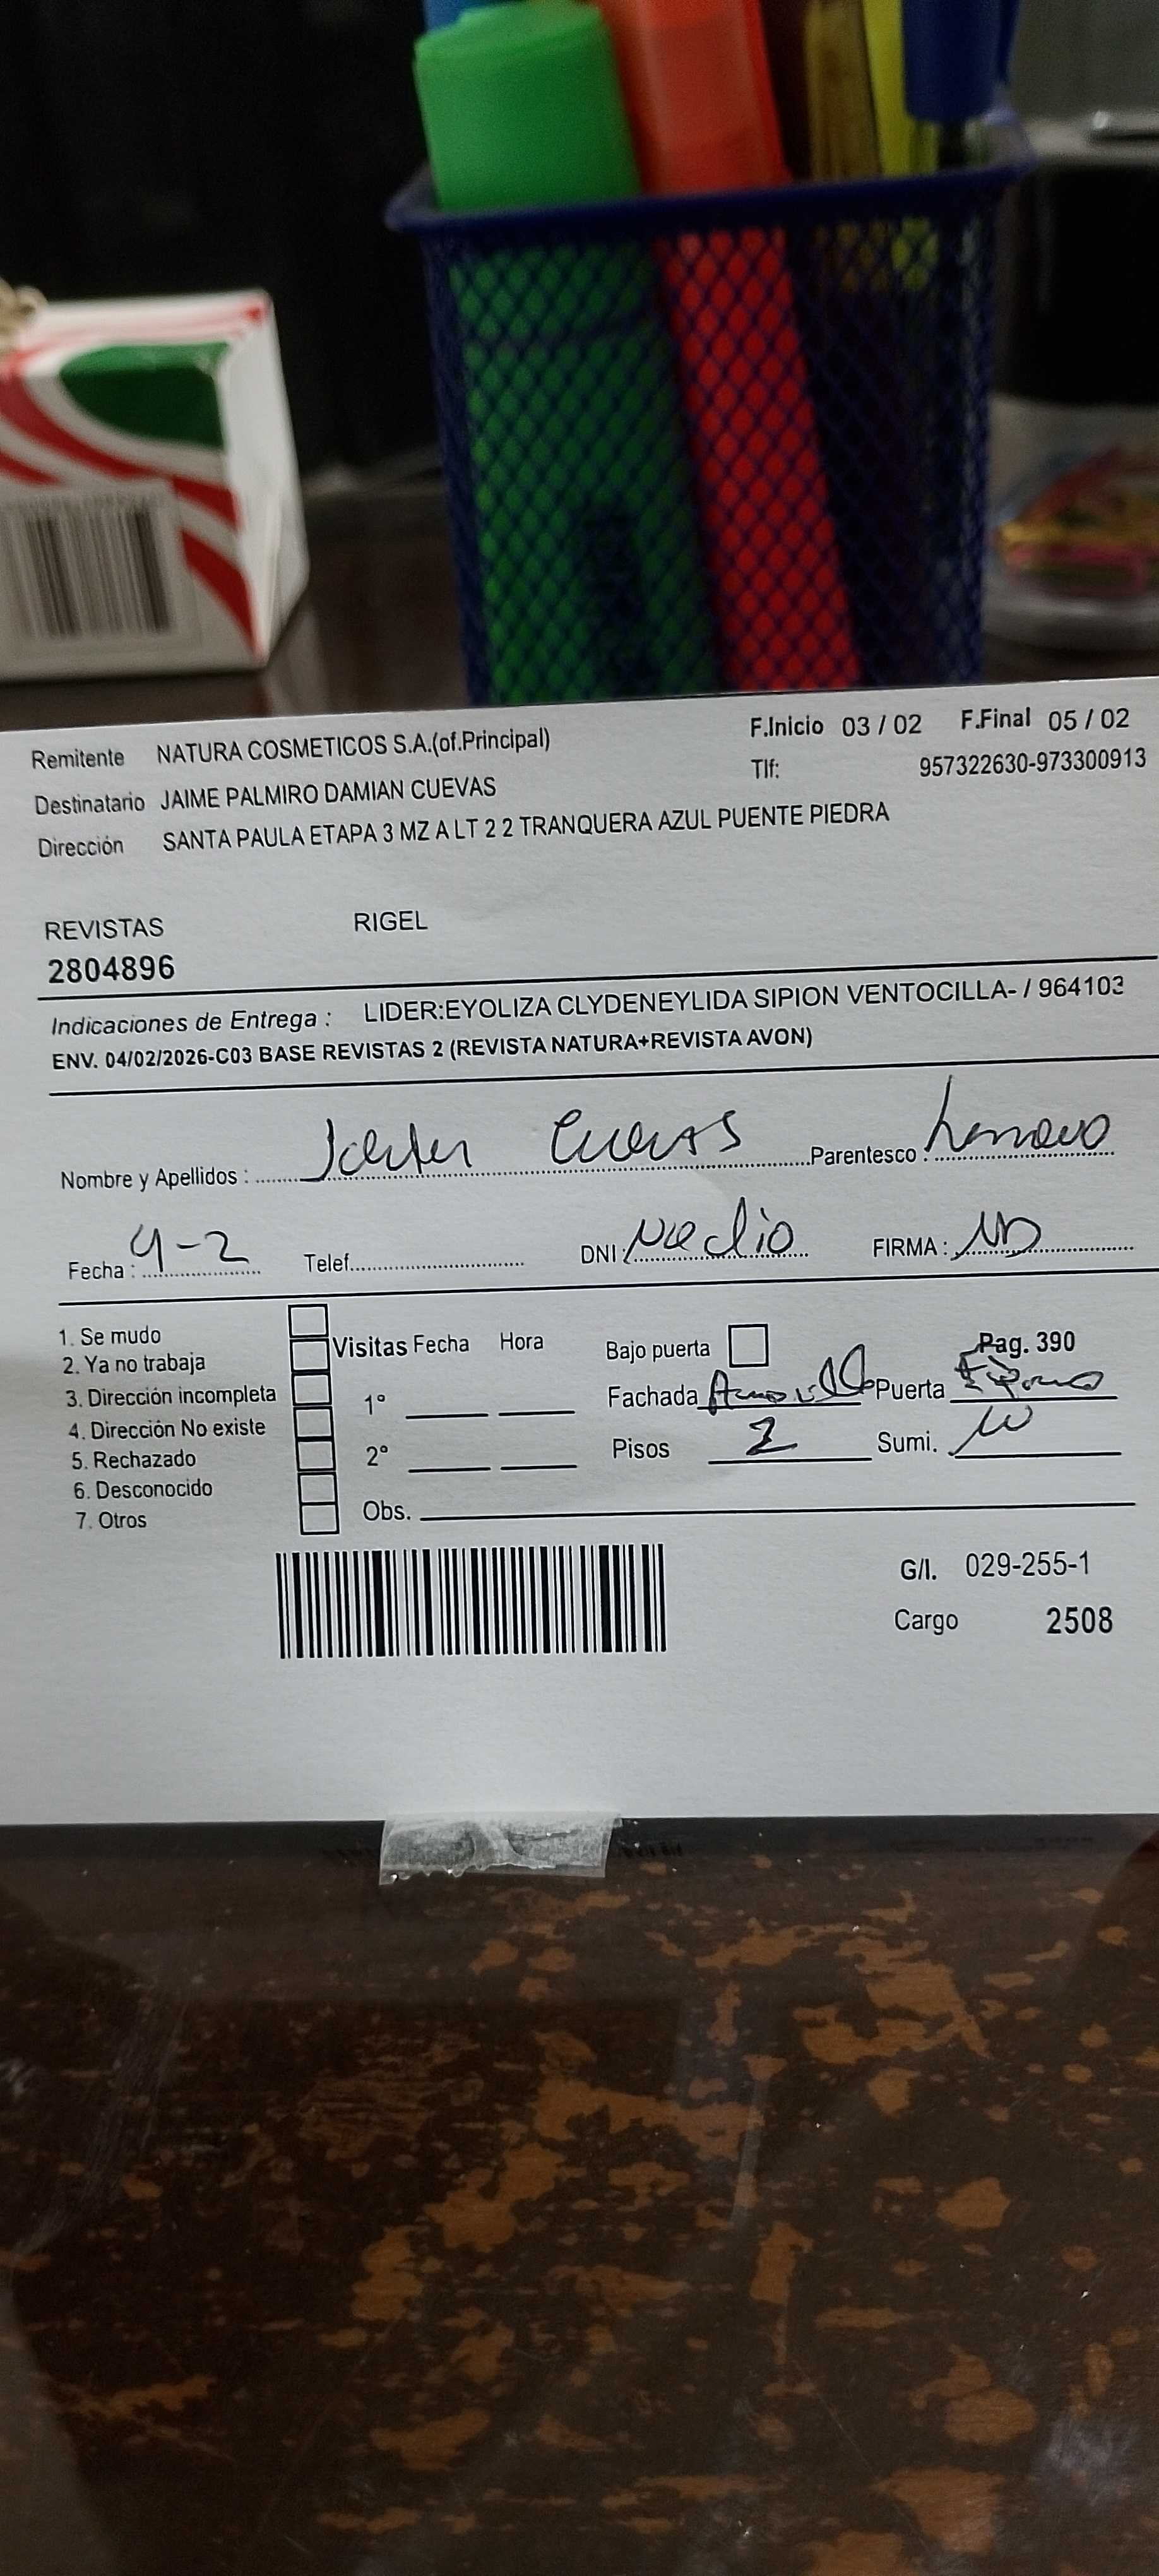 Remitente NATURA COSMETICOS S.A.(of.Principal) F.Inicio 03 / 02 F.Final 05 / 02
Destinatario JAIME PALMIRO DAMIAN CUEVAS Tlf: 957322630-973300913
Dirección SANTA PAULA ETAPA 3 MZ A LT 2 2 TRANQUERA AZUL PUENTE PIEDRA
REVISTAS RIGEL
2804896
Indicaciones de Entrega : LIDER:EYOLIZA CLYDENEYLIDA SIPION VENTOCILLA- / 964103
ENV. 04/02/2026-C03 BASE REVISTAS 2 (REVISTA NATURA+REVISTA AVON)
Nombre y Apellidos : Cuevas Parentesco :
Fecha : 4-2 Telef. DNI : FIRMA :
1. Se mudo
2. Ya no trabaja
3. Dirección incompleta
4. Dirección No existe
5. Rechazado
6. Desconocido
7. Otros
Visitas Fecha Hora
1°
2°
Obs.
Bajo puerta Pag. 390
Fachada Puerta
Pisos 2 Sumi.
G/I. 029-255-1
Cargo 2508